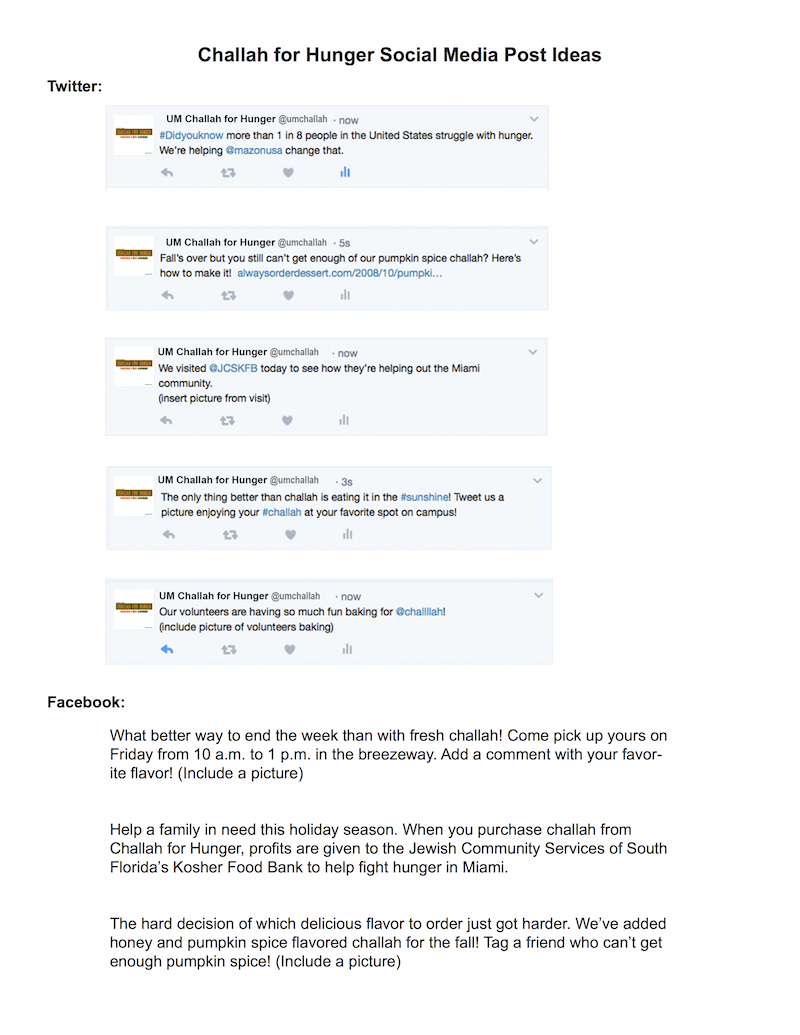 Challah for Hunger Social Media Post Ideas
Twitter:
UM Challah for Hunger @umchallah · now
#Didyouknow more than 1 in 8 people in the United States struggle with hunger.
We're helping @mazonusa change that.
UM Challah for Hunger @umchallah · 5s
Fall's over but you still can't get enough of our pumpkin spice challah? Here's
how to make it! alwaysorderdessert.com/2008/10/pumpki...
UM Challah for Hunger @umchallah · now
We visited @JCSKFB today to see how they're helping out the Miami
community.
(insert picture from visit)
UM Challah for Hunger @umchallah · 3s
The only thing better than challah is eating it in the #sunshine! Tweet us a
picture enjoying your #challah at your favorite spot on campus!
UM Challah for Hunger @umchallah · now
Our volunteers are having so much fun baking for @challlah!
(include picture of volunteers baking)
Facebook:
What better way to end the week than with fresh challah! Come pick up yours on
Friday from 10 a.m. to 1 p.m. in the breezeway. Add a comment with your favor-
ite flavor! (Include a picture)
Help a family in need this holiday season. When you purchase challah from
Challah for Hunger, profits are given to the Jewish Community Services of South
Florida's Kosher Food Bank to help fight hunger in Miami.
The hard decision of which delicious flavor to order just got harder. We've added
honey and pumpkin spice flavored challah for the fall! Tag a friend who can't get
enough pumpkin spice! (Include a picture)